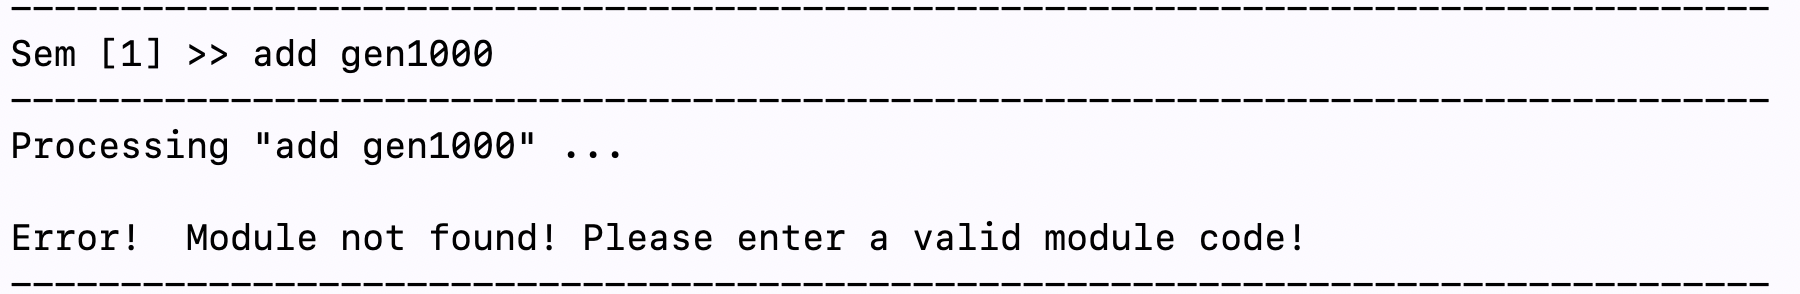 --------------------------------------------------------------------------------
Sem [1] >> add gen1000
--------------------------------------------------------------------------------
Processing "add gen1000" ...
Error!  Module not found! Please enter a valid module code!
--------------------------------------------------------------------------------